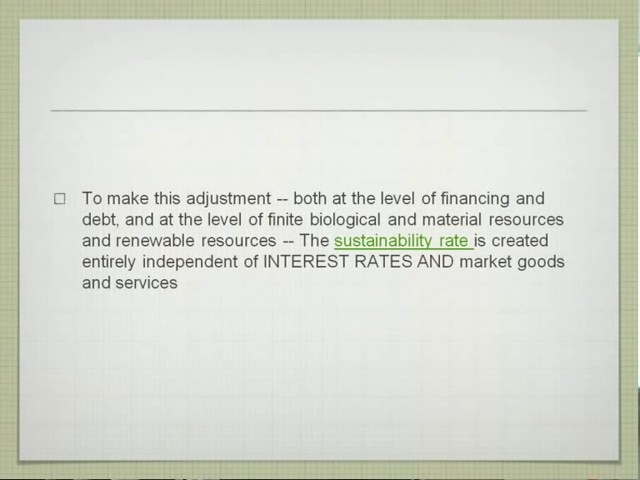 To make this adjustment -- both at the level of financing and
debt, and at the level of finite biological and material resources
and renewable resources -- The sustainability rate is created
entirely independent of INTEREST RATES AND market goods
and services